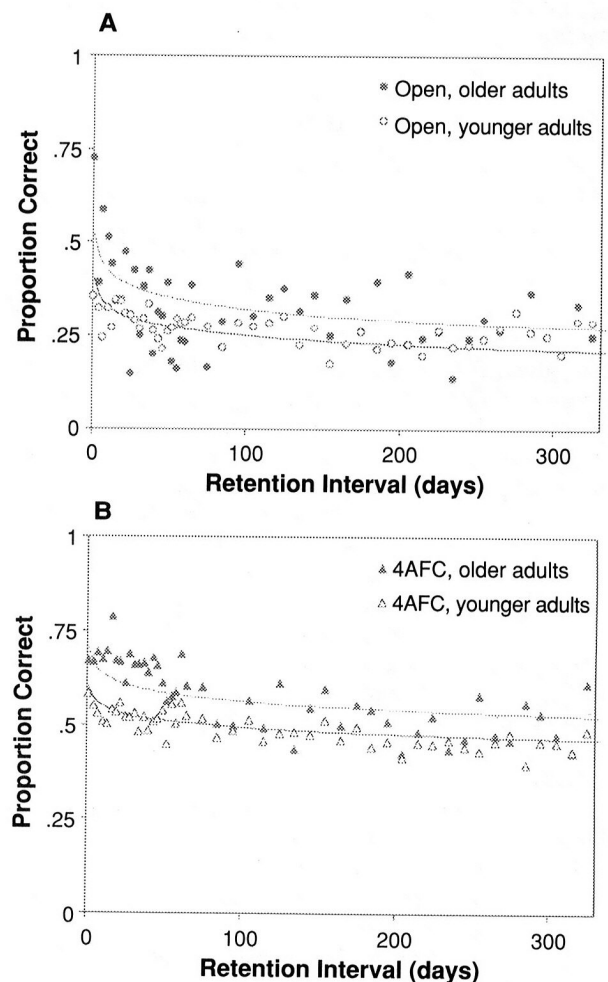 A
1
.75
.5
.25
0
Proportion Correct
Open, older adults
Open, younger adults
0 100 200 300
Retention Interval (days)
B
1
.75
.5
.25
0
Proportion Correct
4AFC, older adults
4AFC, younger adults
0 100 200 300
Retention Interval (days)